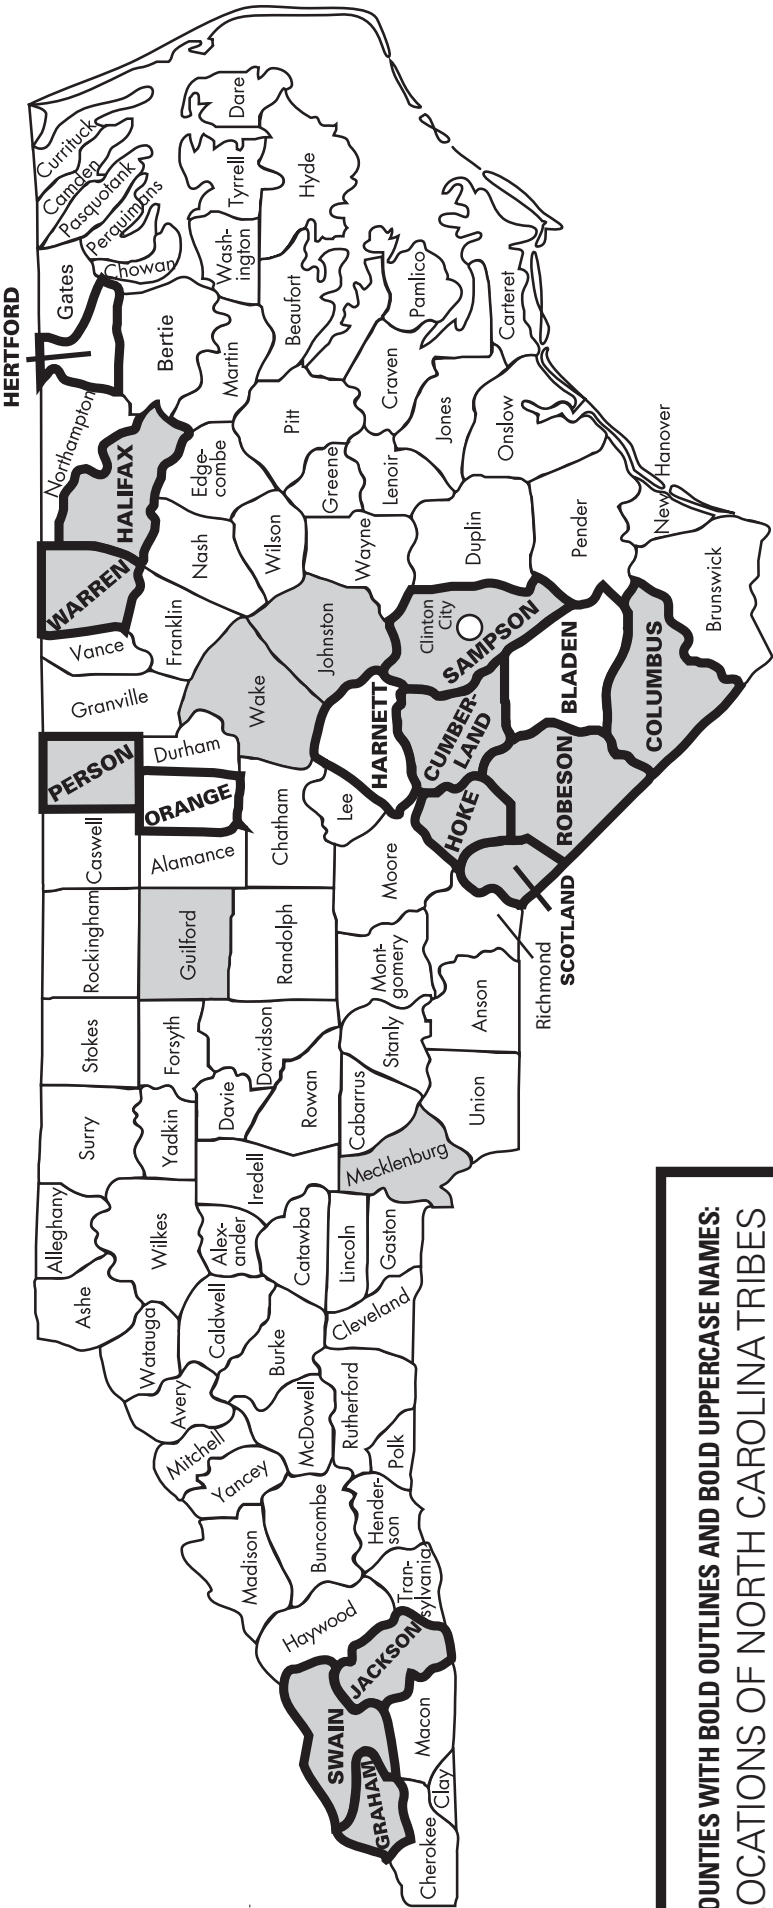 Cherokee
GRAHAM
Clay
SWAIN
Macon
JACKSON
Haywood
Tran-
sylvania
Madison
Buncombe
Hender-
son
Yancey
Mitchell
Polk
McDowell
Rutherford
Avery
Watauga
Burke
Caldwell
Cleveland
Ashe
Alleghany
Wilkes
Alex-
ander
Catawba
Lincoln
Gaston
Iredell
Mecklenburg
Surry
Yadkin
Davie
Rowan
Cabarrus
Union
Stokes
Forsyth
Davidson
Stanly
Anson
Rockingham
Guilford
Randolph
Mont-
gomery
Richmond
SCOTLAND
Caswell
Alamance
Chatham
Moore
Lee
HOKE
ROBESON
PERSON
ORANGE
Durham
HARNETT
CUMBER-
LAND
Granville
Wake
Vance
Franklin
Johnston
WARREN
SAMPSON
Clinton
City
BLADEN
COLUMBUS
Brunswick
HALIFAX
Nash
Wilson
Wayne
Duplin
Pender
New Hanover
Northampton
Edge-
combe
Greene
Lenoir
Jones
Onslow
HERTFORD
Bertie
Martin
Pitt
Craven
Gates
Chowan
Wash-
ington
Beaufort
Pamlico
Carteret
Perquimans
Pasquotank
Camden
Currituck
Tyrrell
Hyde
Dare
OUNTIES WITH BOLD OUTLINES AND BOLD UPPERCASE NAMES:
OCATIONS OF NORTH CAROLINA TRIBES